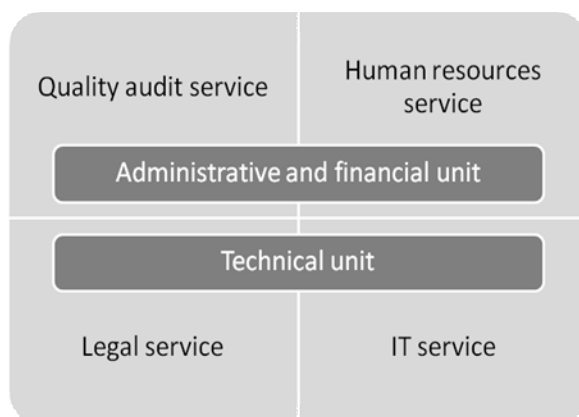 Quality audit service
Human resources
service
Administrative and financial unit
Technical unit
Legal service
IT service